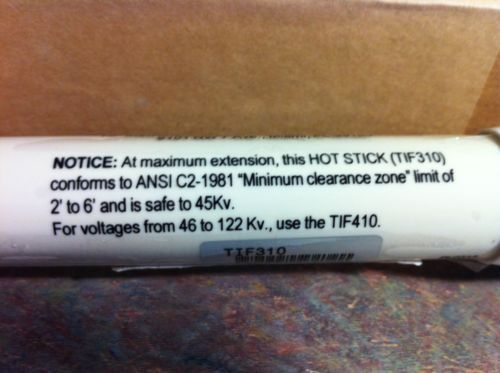 NOTICE: At maximum extension, this HOT STICK (TIF310)
conforms to ANSI C2-1981 "Minimum clearance zone" limit of
2' to 6' and is safe to 45Kv.
For voltages from 46 to 122 Kv., use the TIF410.
TIF310